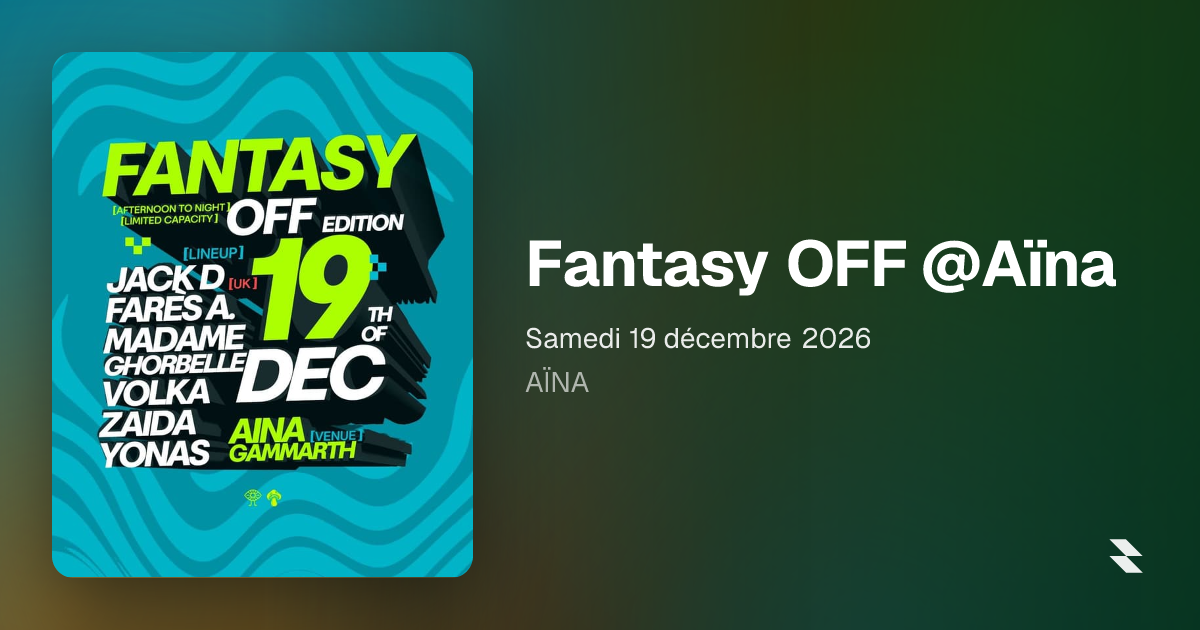 FANTASY
[AFTERNOON TO NIGHT]
[LIMITED CAPACITY]
OFF EDITION
[LINEUP]
JACK D [UK]
FARÈS A.
MADAME
GHORBELLE
VOLKA
ZAIDA
YONAS
19
TH
OF
DEC
AINA [VENUE]
GAMMARTH
Fantasy OFF @Aïna
Samedi 19 décembre 2026
AÏNA